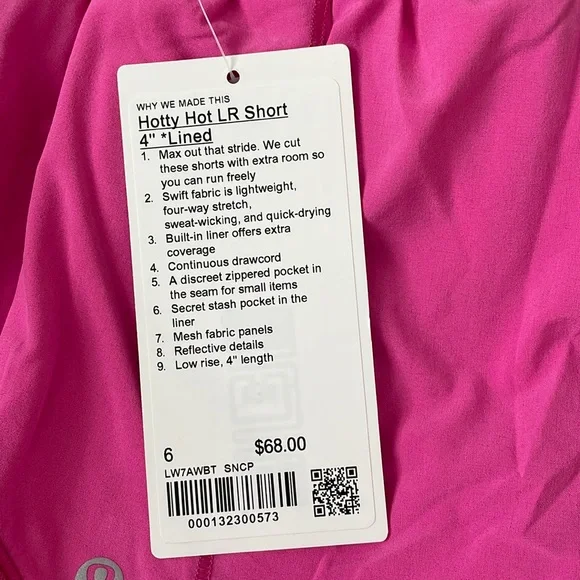 WHY WE MADE THIS
Hotty Hot LR Short
4" *Lined
1. Max out that stride. We cut
these shorts with extra room so
you can run freely
2. Swift fabric is lightweight,
four-way stretch,
sweat-wicking, and quick-drying
3. Built-in liner offers extra
coverage
4. Continuous drawcord
5. A discreet zippered pocket in
the seam for small items
6. Secret stash pocket in the
liner
7. Mesh fabric panels
8. Reflective details
9. Low rise, 4" length
6 $68.00
LW7AWBT SNCP
000132300573